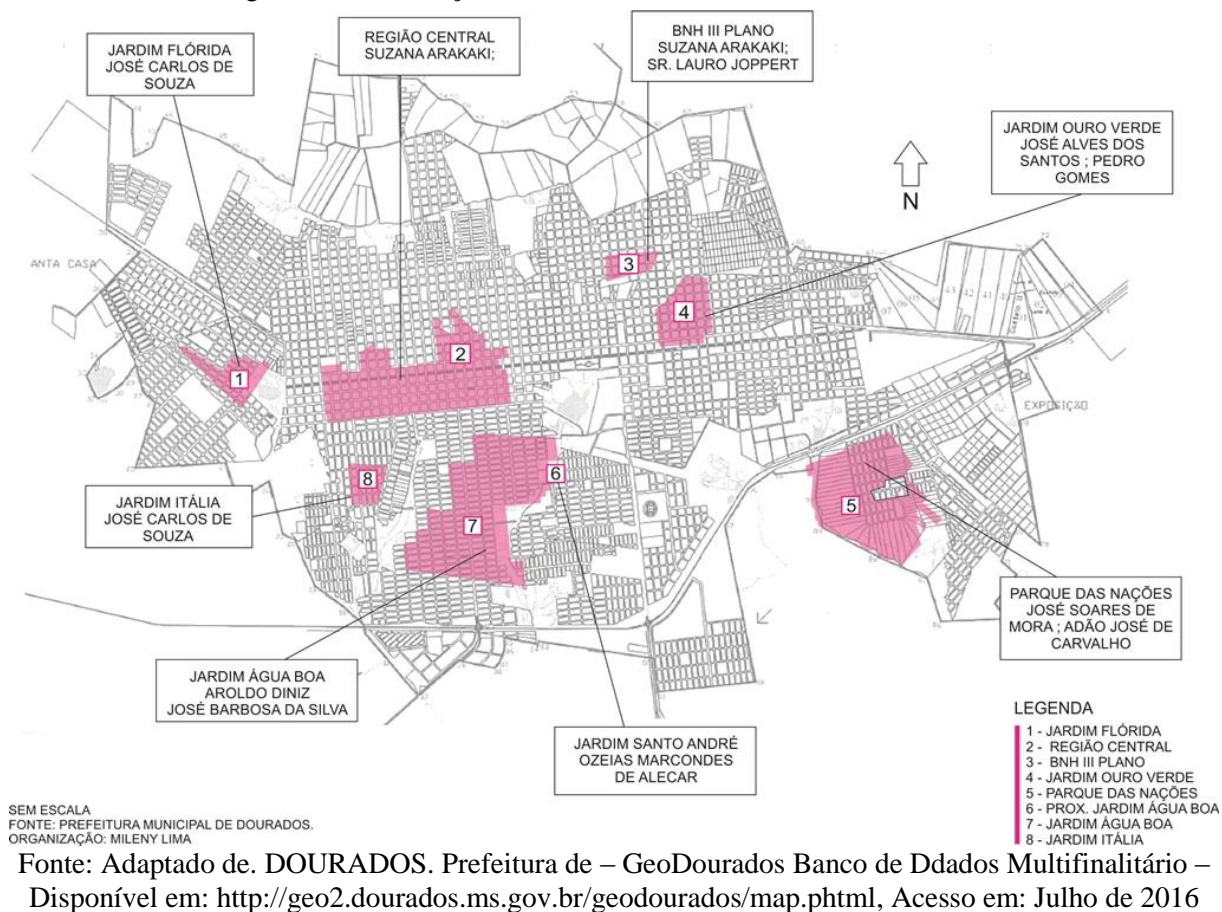 JARDIM FLÓRIDA
JOSÉ CARLOS DE
SOUZA
REGIÃO CENTRAL
SUZANA ARAKAKI;
BNH III PLANO
SUZANA ARAKAKI;
SR. LAURO JOPPERT
JARDIM OURO VERDE
JOSÉ ALVES DOS
SANTOS ; PEDRO
GOMES
N
ANTA CASA
EXPOSIÇÃO
1
2
3
4
5
6
7
8
JARDIM ITÁLIA
JOSÉ CARLOS DE
SOUZA
PARQUE DAS NAÇÕES
JOSÉ SOARES DE
MORA ; ADÃO JOSÉ DE
CARVALHO
JARDIM ÁGUA BOA
AROLDO DINIZ
JOSÉ BARBOSA DA SILVA
JARDIM SANTO ANDRÉ
OZEIAS MARCONDES
DE ALECAR
LEGENDA
1 - JARDIM FLÓRIDA
2 - REGIÃO CENTRAL
3 - BNH III PLANO
4 - JARDIM OURO VERDE
5 - PARQUE DAS NAÇÕES
6 - PROX. JARDIM ÁGUA BOA
7 - JARDIM ÁGUA BOA
8 - JARDIM ITÁLIA
SEM ESCALA
FONTE: PREFEITURA MUNICIPAL DE DOURADOS.
ORGANIZAÇÃO: MILENY LIMA
Fonte: Adaptado de. DOURADOS. Prefeitura de – GeoDourados Banco de Ddados Multifinalitário –
Disponível em: http://geo2.dourados.ms.gov.br/geodourados/map.phtml, Acesso em: Julho de 2016